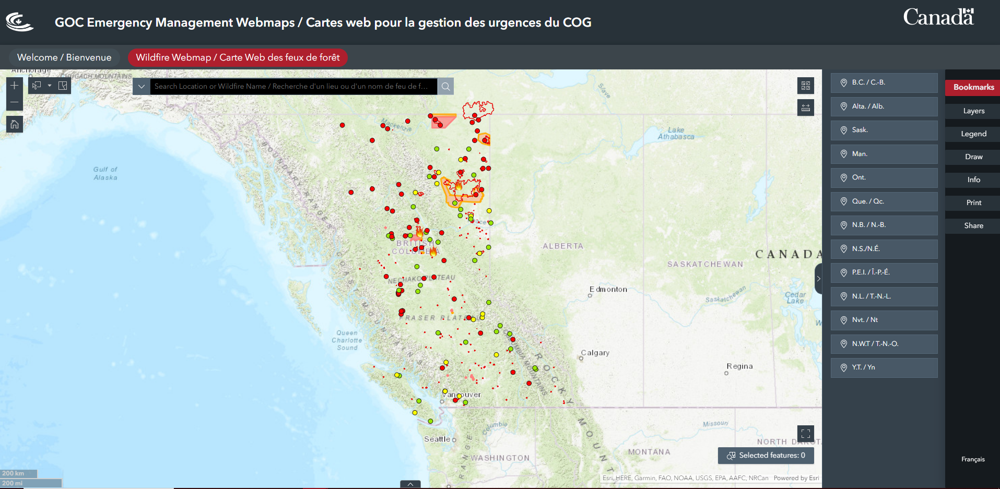 GOC Emergency Management Webmaps / Cartes web pour la gestion des urgences du COG
Canada
Welcome / Bienvenue
Wildfire Webmap / Carte Web des feux de forêt
Anchorage
CHUGACH MOUNTAINS
Search Location or Wildfire Name / Recherche d'un lieu ou d'un nom de feu de f...
Slave
Mackenzie
Lake
Athabasca
BOUNDARY RANGE
Gulf of
Alaska
BRITISH
COLUMBIA
ALBERTA
SASKATCHEWAN
CANADA
NECHAKO PLATEAU
COAST MOUNTAINS
Edmonton
Saskatchewan
Cedar
Lake
FRASER PLATEAU
Queen
Charlotte
Sound
COLUMBIA MOUNTAINS
ROCKY MOUNT
Calgary
Regina
Vancouver
Columbia
Missouri
Seattle
NORTH DAKOT
MONTANA
WASHINGTON
RANGE
200 km
200 mi
Selected features: 0
Esri, HERE, Garmin, FAO, NOAA, USGS, EPA, AAFC, NRCan
Powered by Esri
B.C. / C.-B.
Alta. / Alb.
Sask.
Man.
Ont.
Que. / Qc.
N.B. / N.-B.
N.S./N.É.
P.E.I. / Î.-P.-É.
N.L. / T.-N.-L.
Nvt. / Nt
N.W.T / T.-N.-O.
Y.T. / Yn
Bookmarks
Layers
Legend
Draw
Info
Print
Share
Français